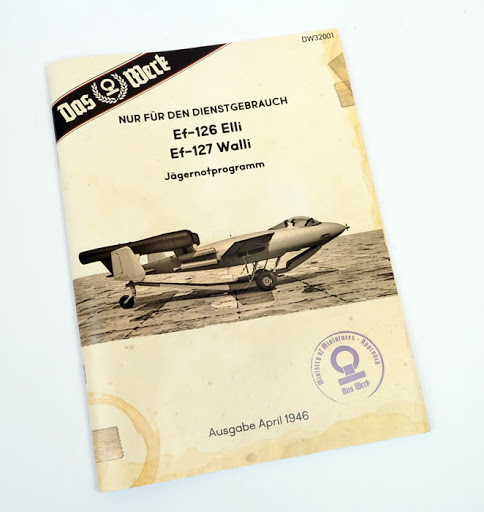 DW32001
Das Werk
NUR FÜR DEN DIENSTGEBRAUCH
Ef-126 Elli
Ef-127 Walli
Jägernotprogramm
Ministry of Miniatures - Approved
Das Werk
Ausgabe April 1946